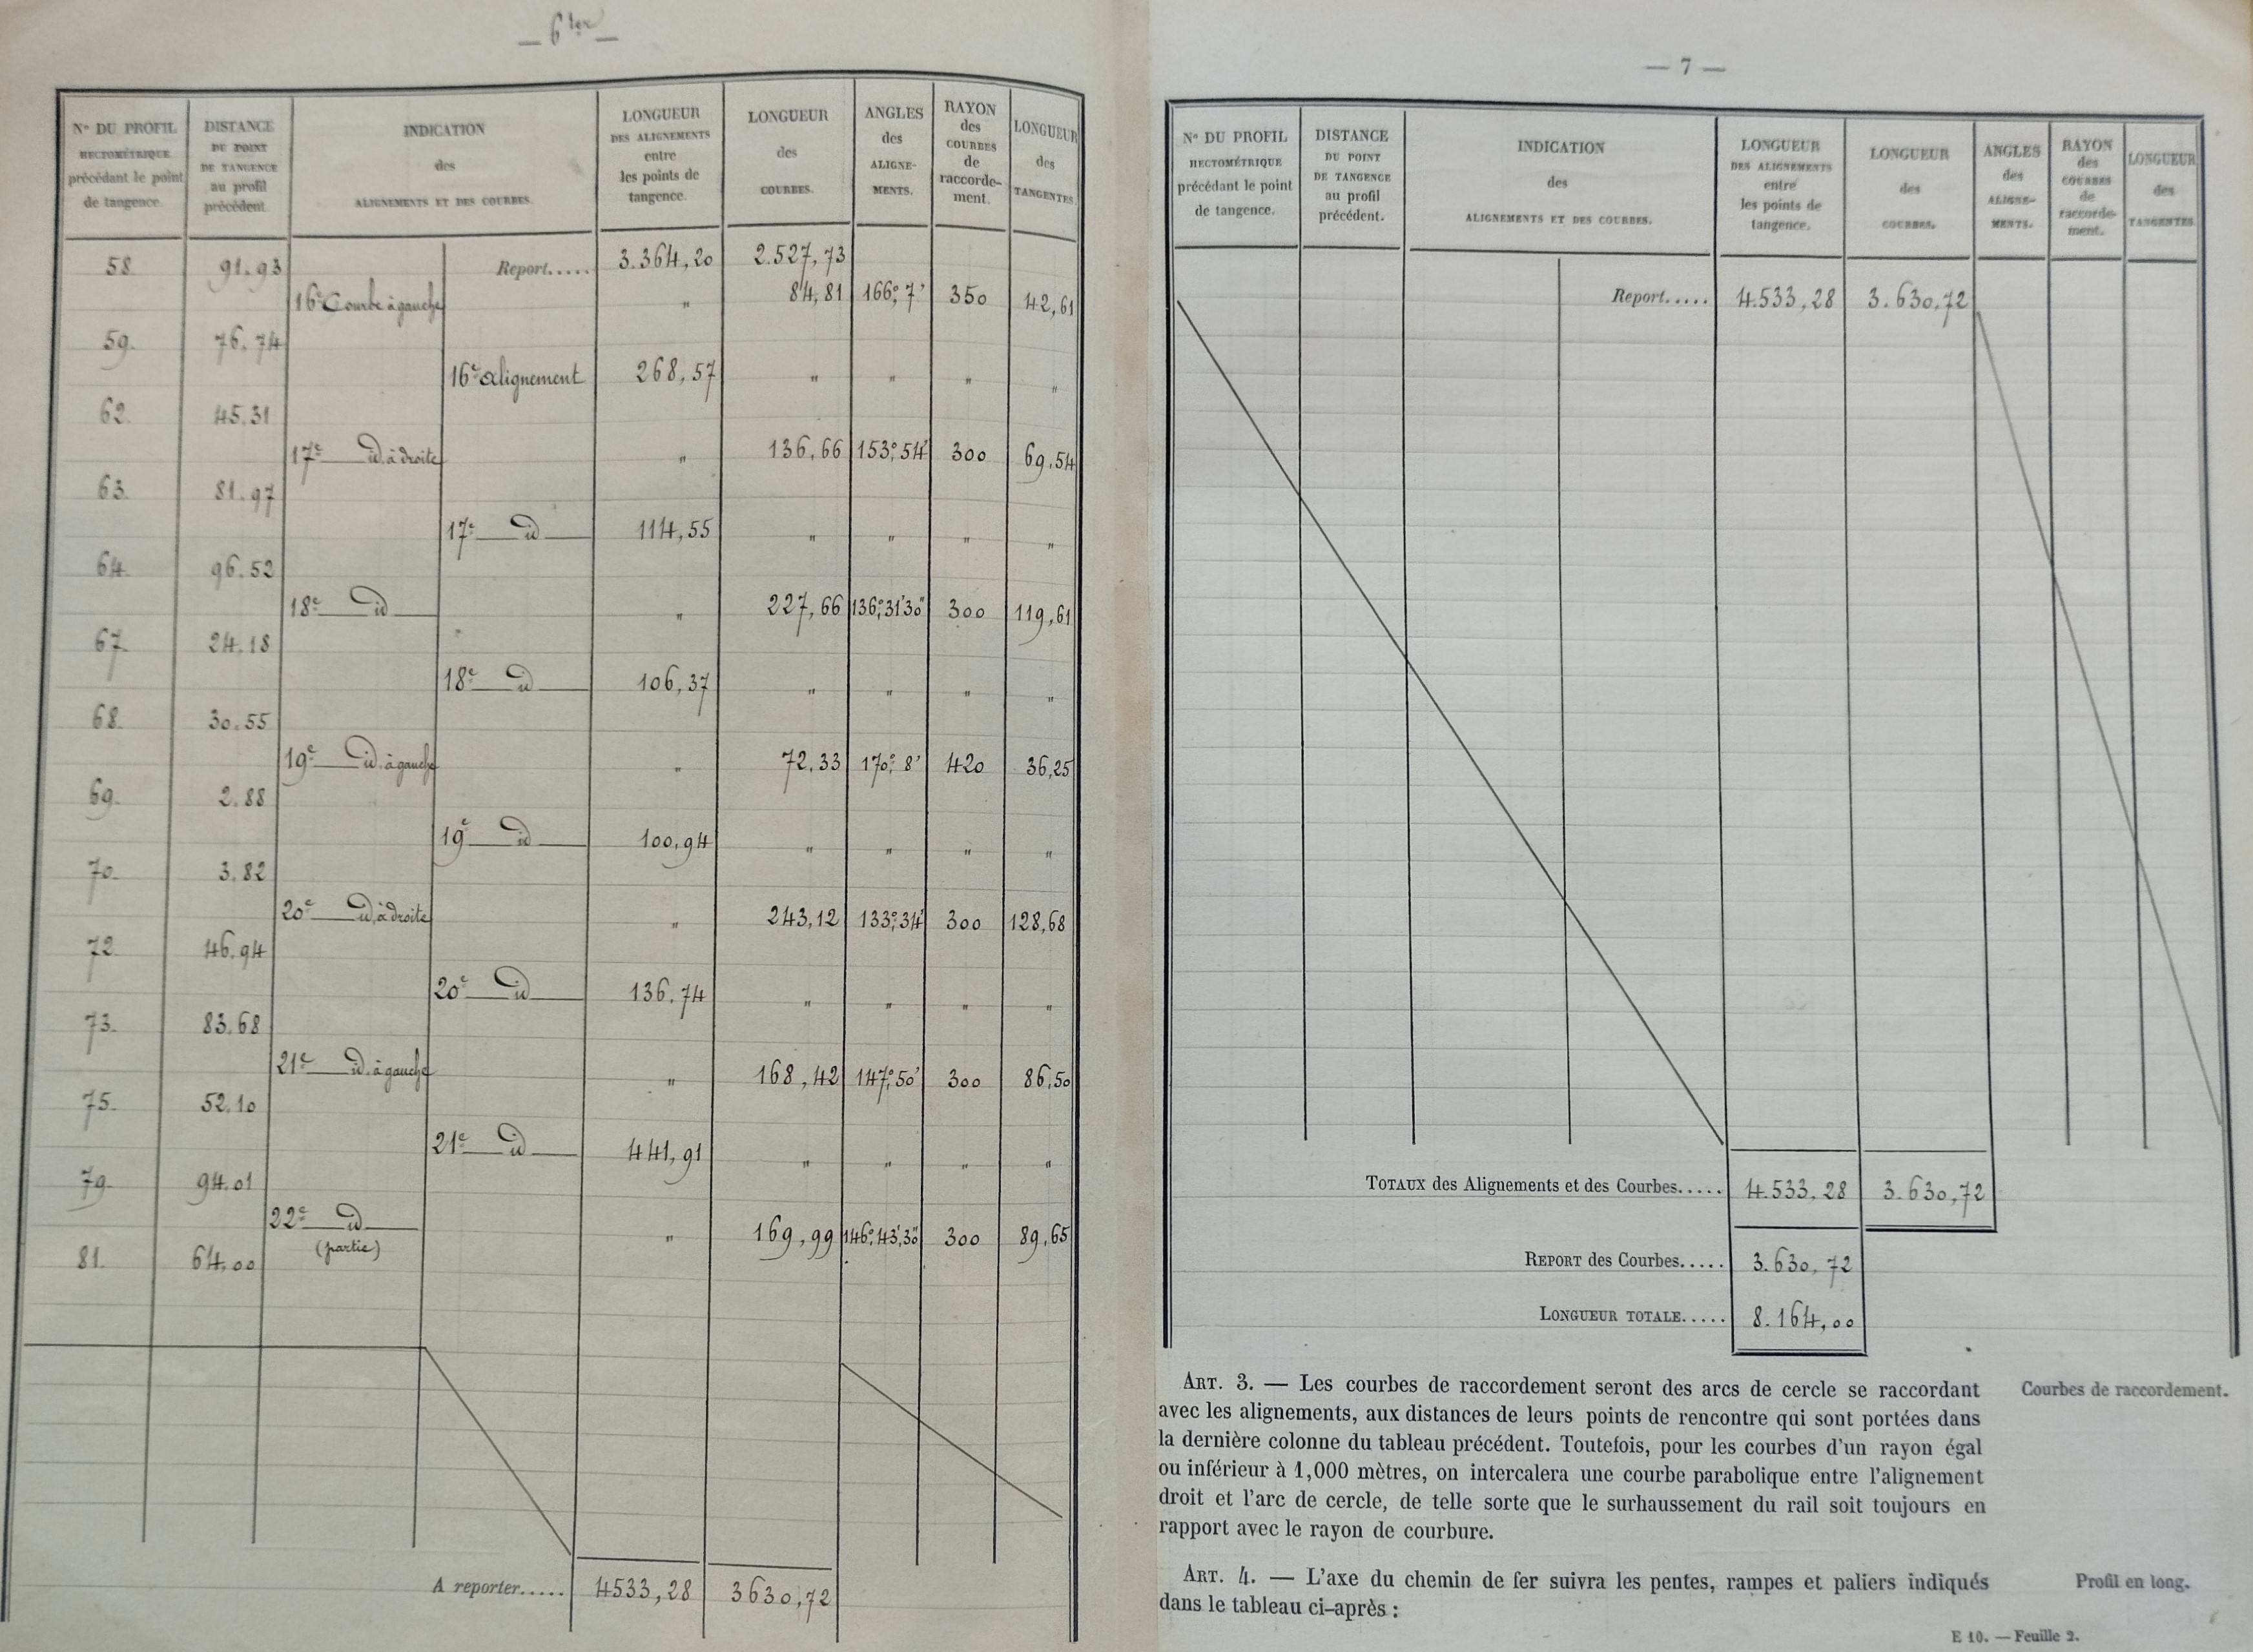 — 6 ter —
Nos DU PROFIL HECTOMÉTRIQUE précédant le point de tangence. | DISTANCE DU POINT DE TANGENCE au profil précédent. | INDICATION des ALIGNEMENTS ET DES COURBES. | LONGUEUR DES ALIGNEMENTS entre les points de tangence. | LONGUEUR des COURBES. | ANGLES des ALIGNE-MENTS. | RAYON des COURBES de raccorde-ment. | LONGUEUR des TANGENTES.
58. 91.93 Report..... 3.364,20 2.527,73
16e Courbe à gauche " 84,81 166°,7' 350 42,61
59. 76.74
16e alignement 268,57 " " " "
62. 45.31
17e id. à droite " 136,66 153°,54' 300 69,54
63. 81.97
17e id 114,55 " " " "
64. 96.52
18e id " 227,66 136°,31'30" 300 119,61
67. 24.18
18e id 106,37 " " " "
68. 30.55
19e id. à gauche " 72,33 170°,8' 420 36,25
69. 2.88
19e id 100,94 " " " "
70. 3.82
20e id. à droite " 243,12 133°,34' 300 128,68
72. 46.94
20e id 136,74 " " " "
73. 83.68
21e id. à gauche " 168,42 147°,50' 300 86,50
75. 52.10
21e id 441,91 " " " "
79. 94.01
22e id " 169,99 146°,43',30" 300 89,65
(partie)
81. 64,00
A reporter..... 4533,28 3630,72
— 7 —
Nos DU PROFIL HECTOMÉTRIQUE précédant le point de tangence. | DISTANCE DU POINT DE TANGENCE au profil précédent. | INDICATION des ALIGNEMENTS ET DES COURBES. | LONGUEUR DES ALIGNEMENTS entre les points de tangence. | LONGUEUR des COURBES. | ANGLES des ALIGNE-MENTS. | RAYON des COURBES de raccorde-ment. | LONGUEUR des TANGENTES.
Report..... 4.533,28 3.630,72
TOTAUX des Alignements et des Courbes..... 4.533,28 3.630,72
REPORT des Courbes..... 3.630,72
LONGUEUR TOTALE..... 8.164,00
ART. 3. — Les courbes de raccordement seront des arcs de cercle se raccordant
Courbes de raccordement.
avec les alignements, aux distances de leurs points de rencontre qui sont portées dans
la dernière colonne du tableau précédent. Toutefois, pour les courbes d'un rayon égal
ou inférieur à 1,000 mètres, on intercalera une courbe parabolique entre l'alignement
droit et l'arc de cercle, de telle sorte que le surhaussement du rail soit toujours en
rapport avec le rayon de courbure.
ART. 4. — L'axe du chemin de fer suivra les pentes, rampes et paliers indiqués
Profil en long.
dans le tableau ci-après :
E 10. — Feuille 2.